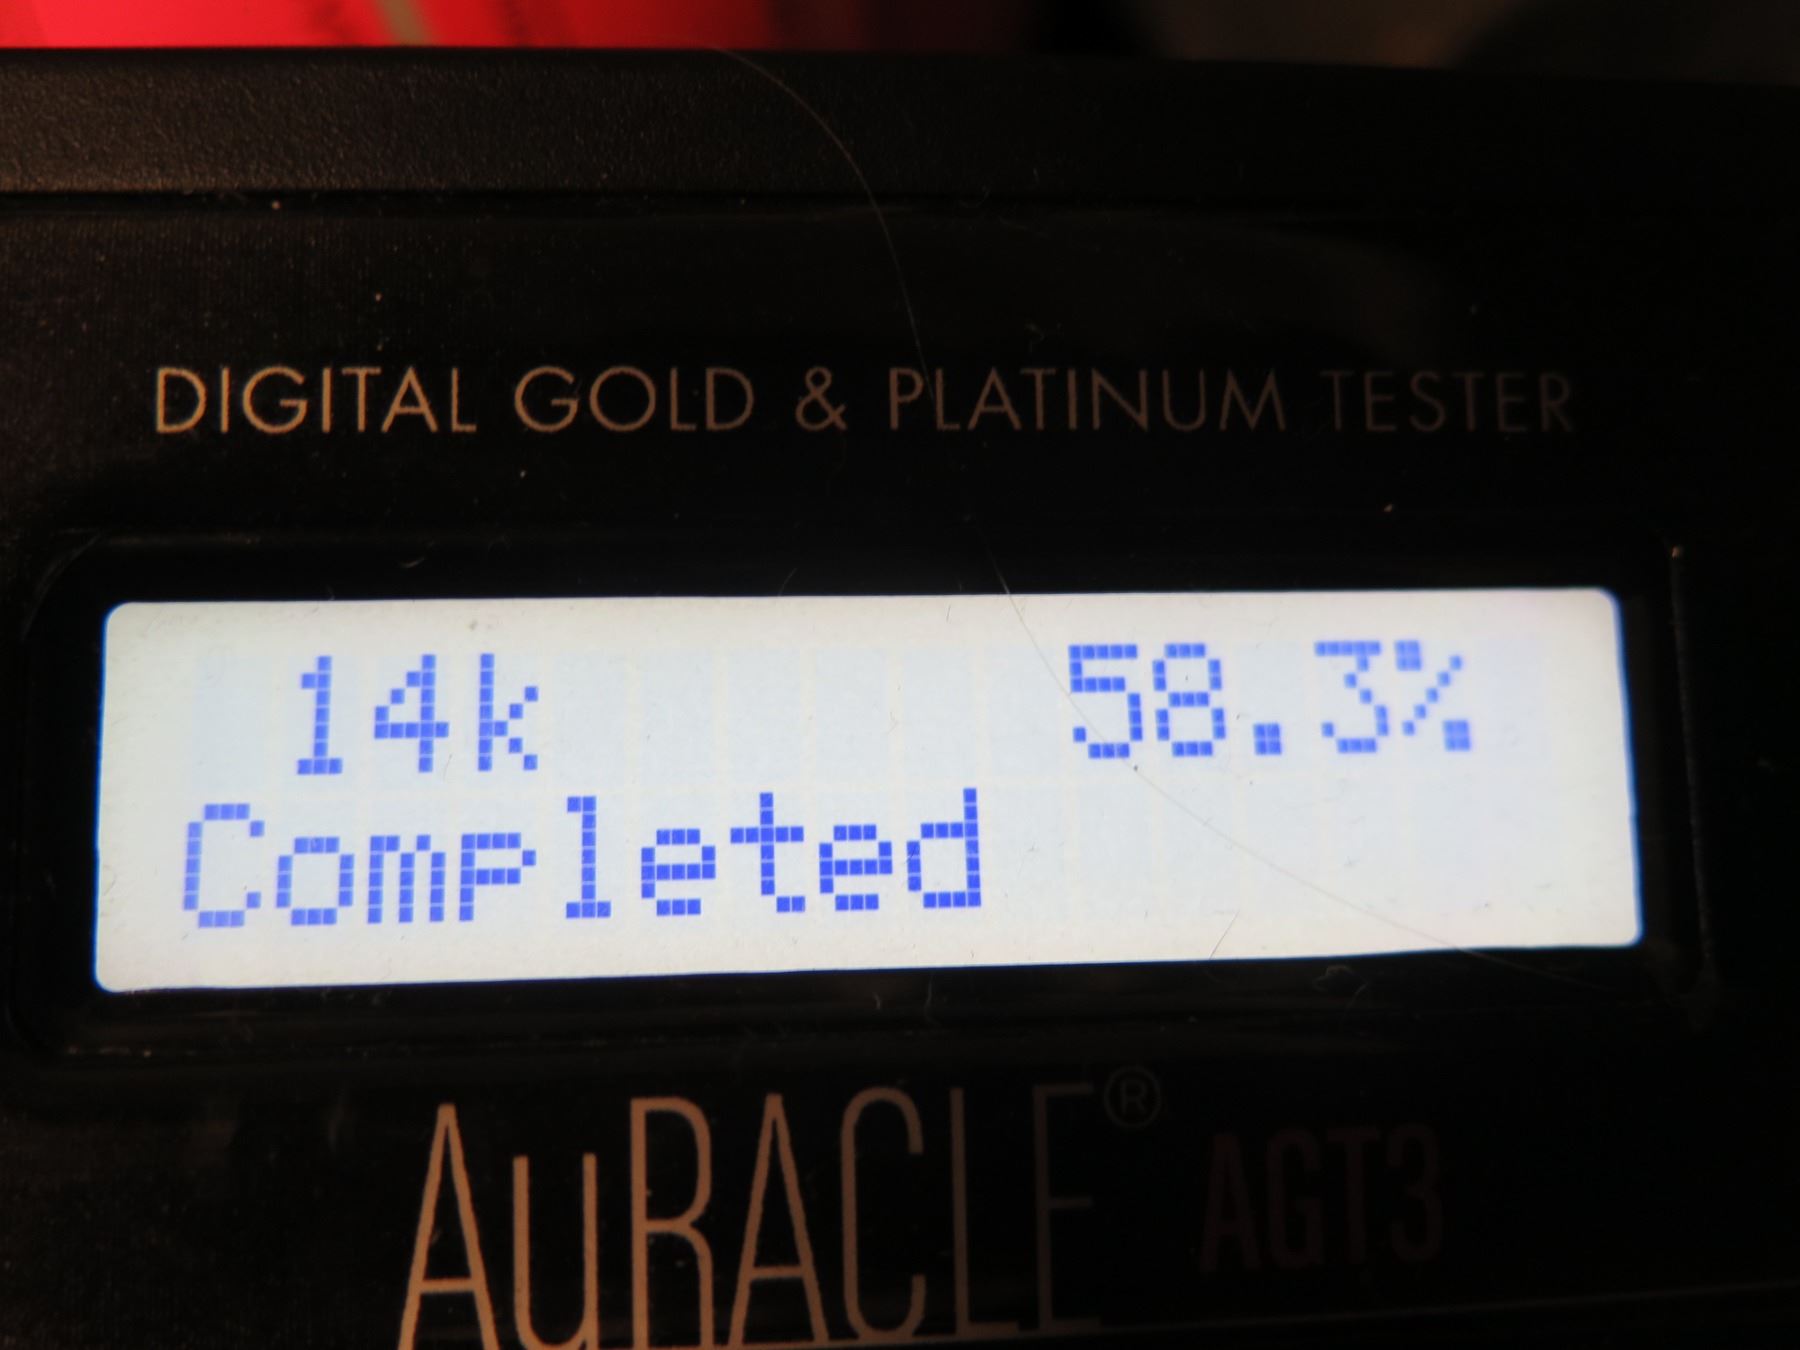 DIGITAL GOLD & PLATINUM TESTER
14k 58.3%
Completed
AuRACLE® AGT3